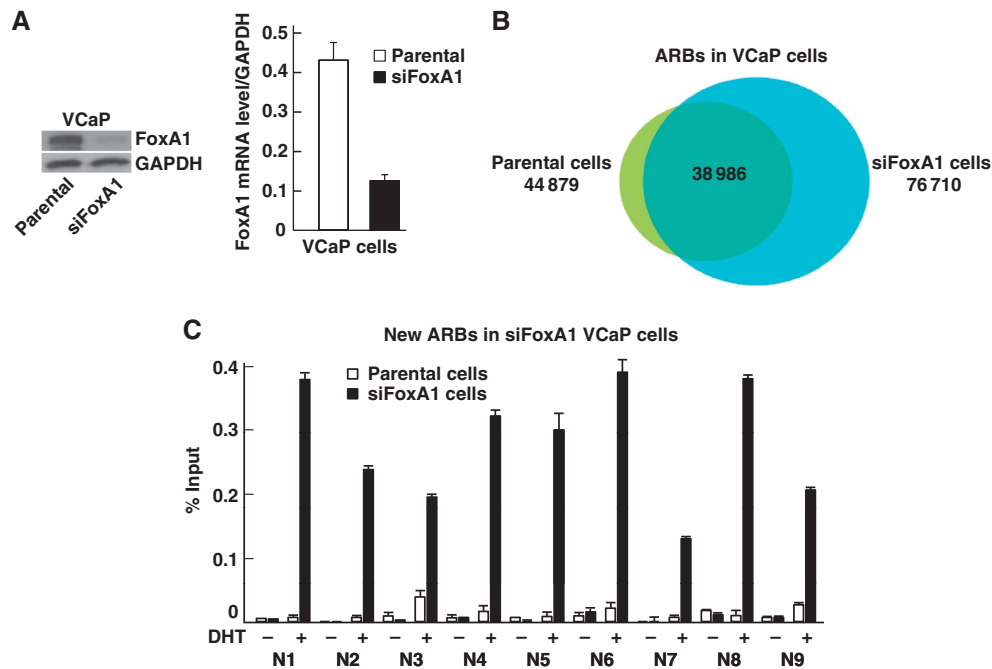 A
VCaP
FoxA1
GAPDH
Parental
siFoxA1
FoxA1 mRNA level/GAPDH
0.5
0.4
0.3
0.2
0.1
0
Parental
siFoxA1
VCaP cells
B
ARBs in VCaP cells
Parental cells
44 879
38 986
siFoxA1 cells
76 710
C
New ARBs in siFoxA1 VCaP cells
Parental cells
siFoxA1 cells
% Input
0.4
0.3
0.2
0.1
0
DHT − + − + − + − + − + − + − + − + − +
N1 N2 N3 N4 N5 N6 N7 N8 N9